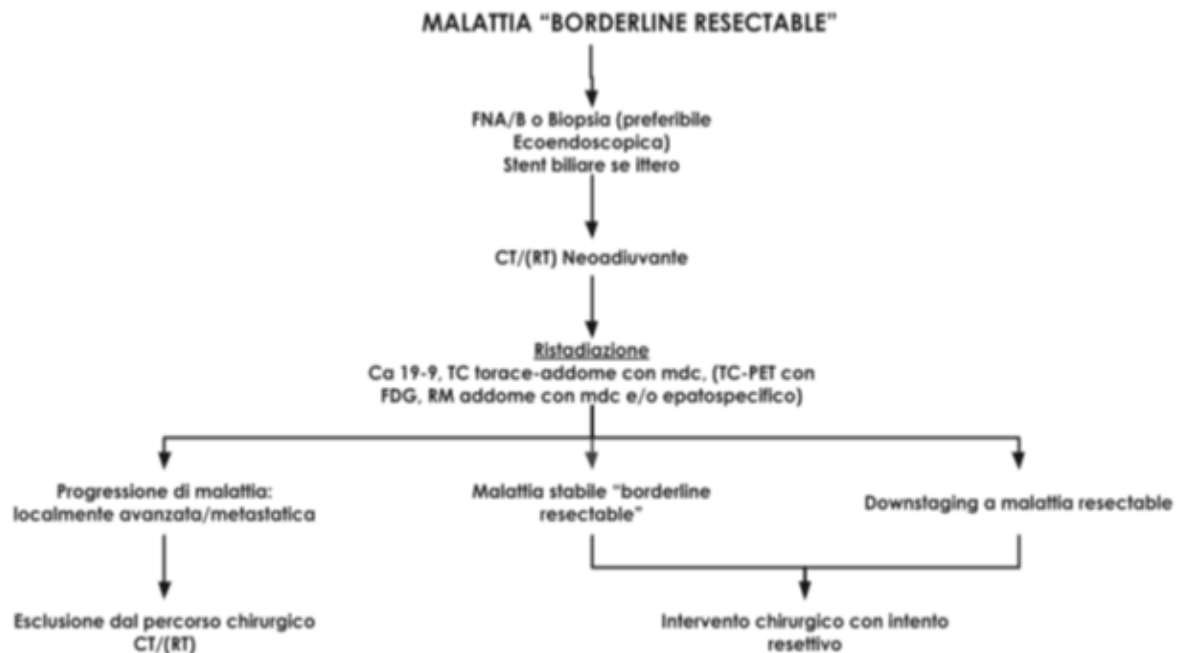 MALATTIA “BORDERLINE RESECTABLE”
FNA/B o Biopsia (preferibile
Ecoendoscopica)
Stent biliare se ittero
CT/(RT) Neoadiuvante
Ristadiazione
Ca 19-9, TC torace-addome con mdc, (TC-PET con
FDG, RM addome con mdc e/o epatospecifico)
Progressione di malattia:
localmente avanzata/metastatica
Malattia stabile “borderline
resectable”
Downstaging a malattia resectable
Esclusione dal percorso chirurgico
CT/(RT)
Intervento chirurgico con intento
resettivo